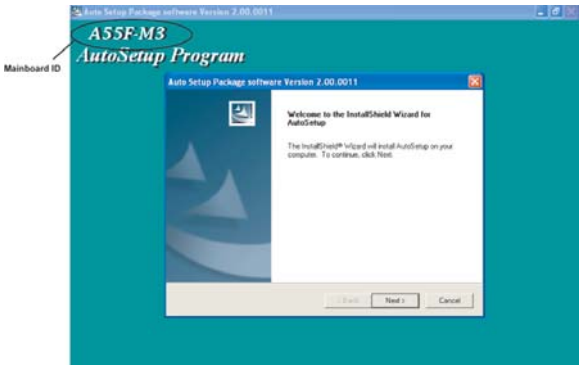 Auto Setup Package software Version 2.00.0011
A55F-M3
AutoSetup Program
Mainboard ID
Auto Setup Package software Version 2.00.0011
Welcome to the InstallShield Wizard for
AutoSetup
The InstallShield® Wizard will install AutoSetup on your
computer. To continue, click Next.
< Back
Next >
Cancel